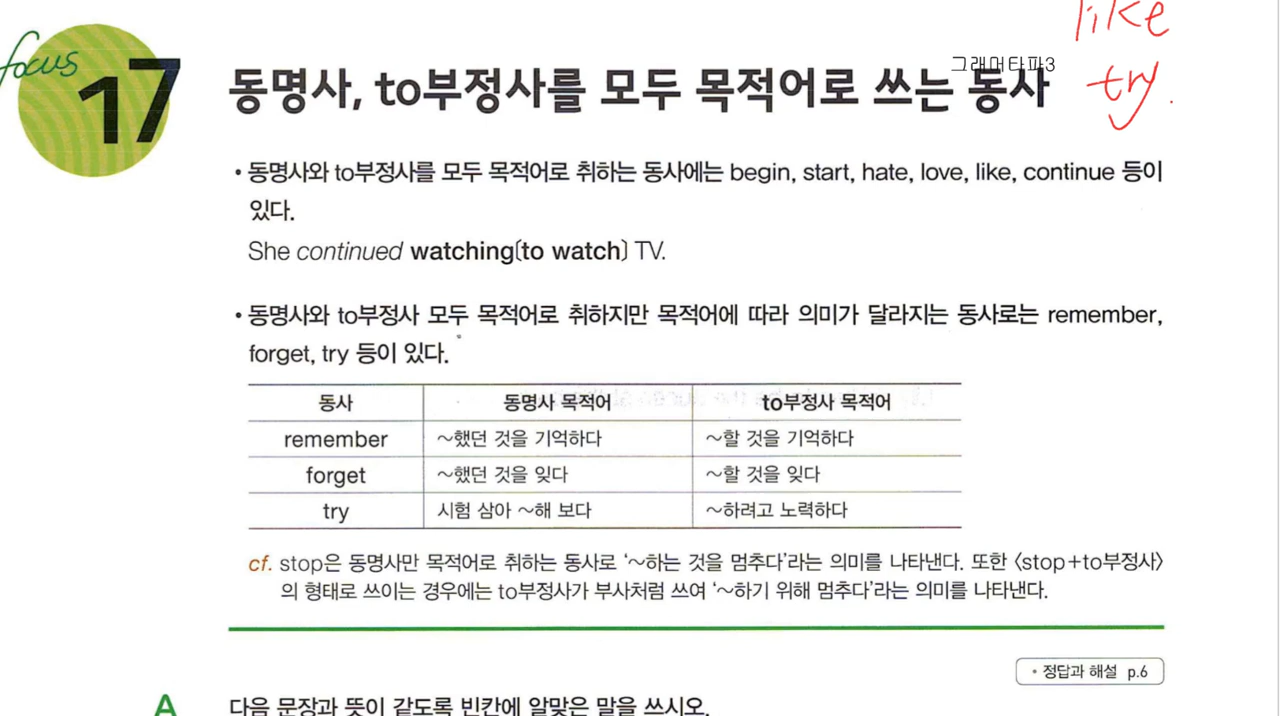 like
focus
17
그래머타파3
동명사, to부정사를 모두 목적어로 쓰는 동사
try.
• 동명사와 to부정사를 모두 목적어로 취하는 동사에는 begin, start, hate, love, like, continue 등이
있다.
She continued watching(to watch) TV.
• 동명사와 to부정사 모두 목적어로 취하지만 목적어에 따라 의미가 달라지는 동사로는 remember,
forget, try 등이 있다.
동사 동명사 목적어 to부정사 목적어
remember ~했던 것을 기억하다 ~할 것을 기억하다
forget ~했던 것을 잊다 ~할 것을 잊다
try 시험 삼아 ~해 보다 ~하려고 노력하다
cf. stop은 동명사만 목적어로 취하는 동사로 ‘~하는 것을 멈추다’라는 의미를 나타낸다. 또한 〈stop+to부정사〉
의 형태로 쓰이는 경우에는 to부정사가 부사처럼 쓰여 ‘~하기 위해 멈추다’라는 의미를 나타낸다.
• 정답과 해설 p.6
A 다음 문장과 뜻이 같도록 빈칸에 알맞은 말을 쓰시오.